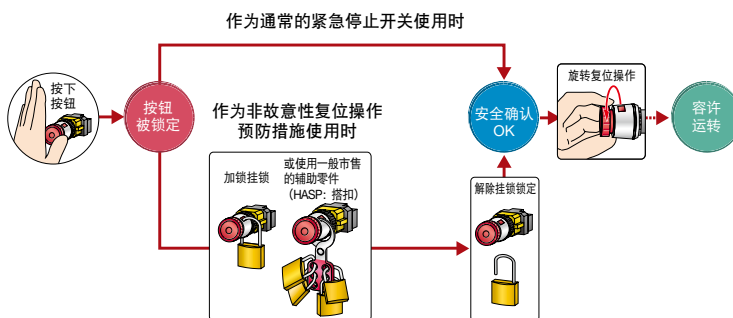 作为通常的紧急停止开关使用时
按下
按钮
按钮
被锁定
作为非故意性复位操作
预防措施使用时
加锁挂锁
或使用一般市售
的辅助零件
（HASP：搭扣）
解除挂锁锁定
安全确认
OK
旋转复位操作
容许
运转